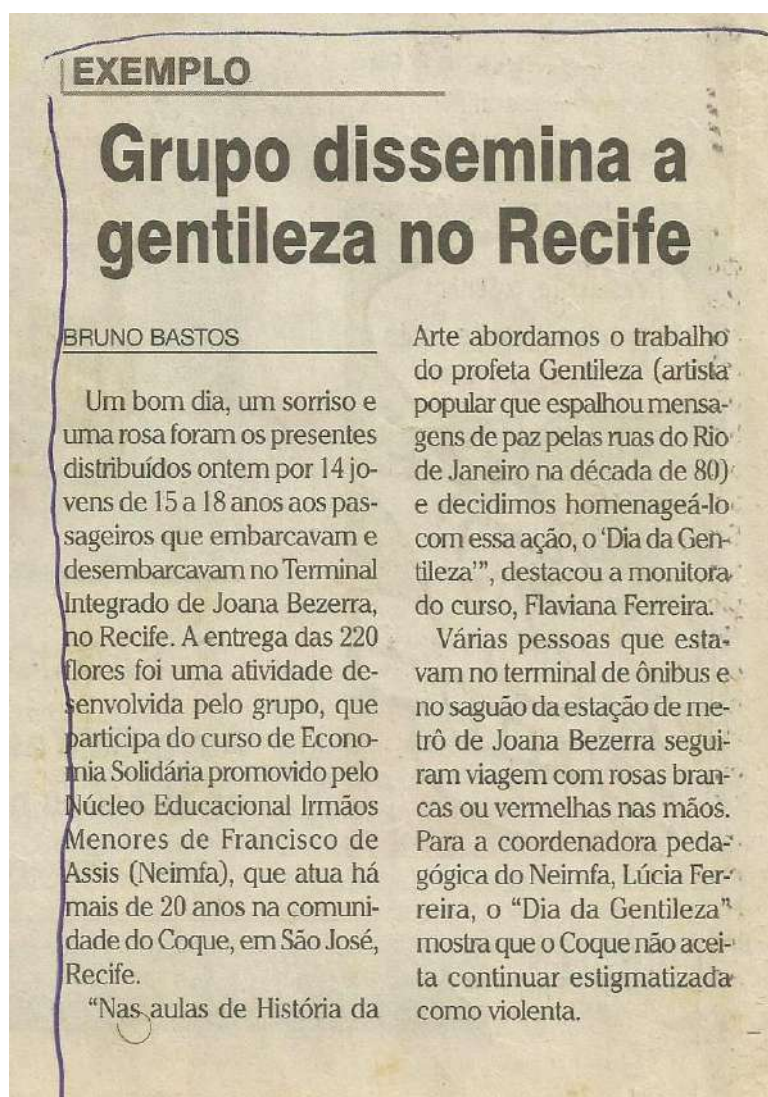 EXEMPLO
Grupo dissemina a
gentileza no Recife
BRUNO BASTOS
Um bom dia, um sorriso e
uma rosa foram os presentes
distribuídos ontem por 14 jo-
vens de 15 a 18 anos aos pas-
sageiros que embarcavam e
desembarcavam no Terminal
Integrado de Joana Bezerra,
no Recife. A entrega das 220
flores foi uma atividade de-
senvolvida pelo grupo, que
participa do curso de Econo-
mia Solidária promovido pelo
Núcleo Educacional Irmãos
Menores de Francisco de
Assis (Neimfa), que atua há
mais de 20 anos na comuni-
dade do Coque, em São José,
Recife.
“Nas aulas de História da
Arte abordamos o trabalho
do profeta Gentileza (artista
popular que espalhou mensa-
gens de paz pelas ruas do Rio
de Janeiro na década de 80)
e decidimos homenageá-lo
com essa ação, o ‘Dia da Gen-
tileza’”, destacou a monitora
do curso, Flaviana Ferreira.
Várias pessoas que esta-
vam no terminal de ônibus e
no saguão da estação de me-
trô de Joana Bezerra segui-
ram viagem com rosas bran-
cas ou vermelhas nas mãos.
Para a coordenadora peda-
gógica do Neimfa, Lúcia Fer-
reira, o “Dia da Gentileza”
mostra que o Coque não acei-
ta continuar estigmatizada
como violenta.